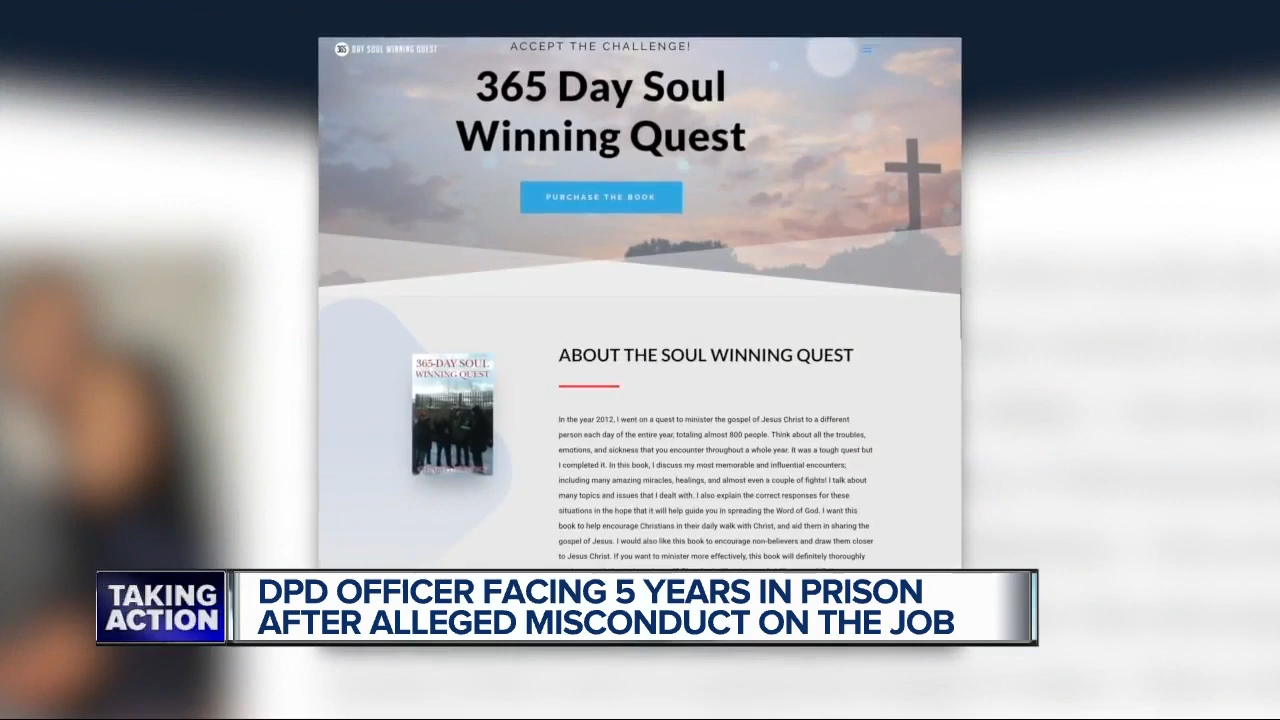 365 DAY SOUL WINNING QUEST
ACCEPT THE CHALLENGE!
365 Day Soul
Winning Quest
PURCHASE THE BOOK
ABOUT THE SOUL WINNING QUEST
365-DAY SOUL
WINNING QUEST
In the year 2012, I went on a quest to minister the gospel of Jesus Christ to a different
person each day of the entire year, totaling almost 800 people. Think about all the troubles,
emotions, and sickness that you encounter throughout a whole year. It was a tough quest but
I completed it. In this book, I discuss my most memorable and influential encounters;
including many amazing miracles, healings, and almost even a couple of fights! I talk about
many topics and issues that I dealt with. I also explain the correct responses for these
situations in the hope that it will help guide you in spreading the Word of God. I want this
book to help encourage Christians in their daily walk with Christ, and aid them in sharing the
gospel of Jesus. I would also like this book to encourage non-believers and draw them closer
to Jesus Christ. If you want to minister more effectively, this book will definitely thoroughly
TAKING
ACTION
DPD OFFICER FACING 5 YEARS IN PRISON
AFTER ALLEGED MISCONDUCT ON THE JOB